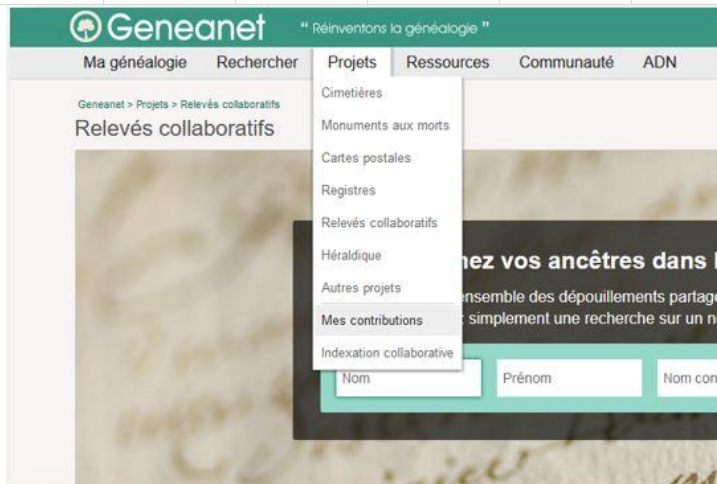 Geneanet “ Réinventons la généalogie ”
Ma généalogie Rechercher Projets Ressources Communauté ADN
Geneanet > Projets > Relevés collaboratifs
Relevés collaboratifs
Cimetières
Monuments aux morts
Cartes postales
Registres
Relevés collaboratifs
Héraldique
Autres projets
Mes contributions
Indexation collaborative
vos ancêtres dans
ensemble des dépouillements partag
simplement une recherche sur un n
Nom Prénom Nom con